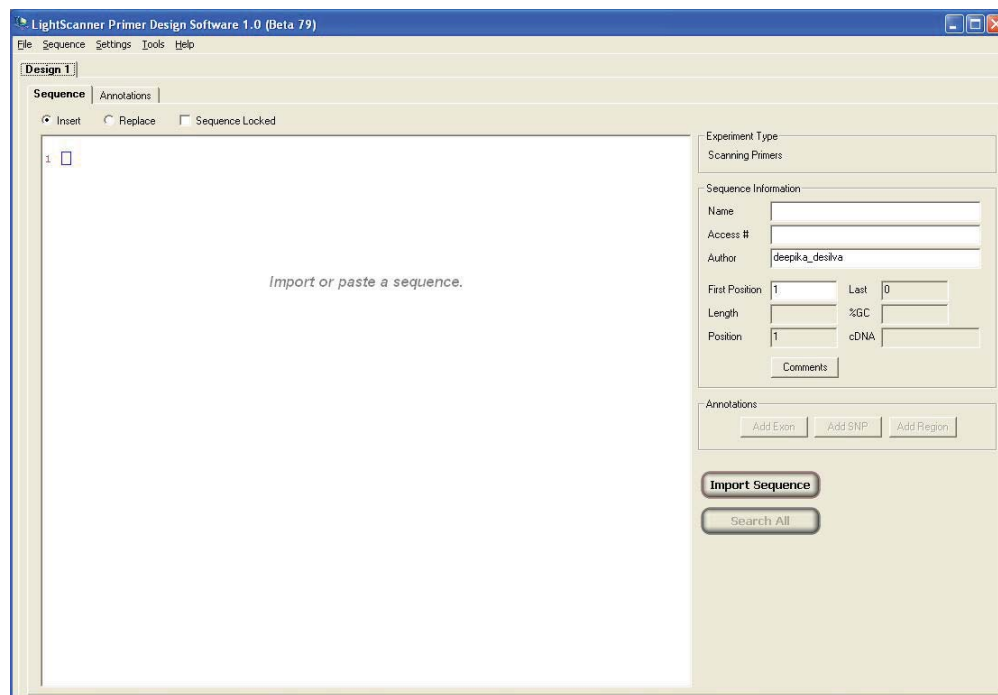 LightScanner Primer Design Software 1.0 (Beta 79)
File Sequence Settings Tools Help
Design 1
Sequence Annotations
Insert Replace Sequence Locked
1
Import or paste a sequence.
Experiment Type
Scanning Primers
Sequence Information
Name
Access #
Author deepika_desilva
First Position 1 Last 0
Length %GC
Position 1 cDNA
Comments
Annotations
Add Exon Add SNP Add Region
Import Sequence
Search All